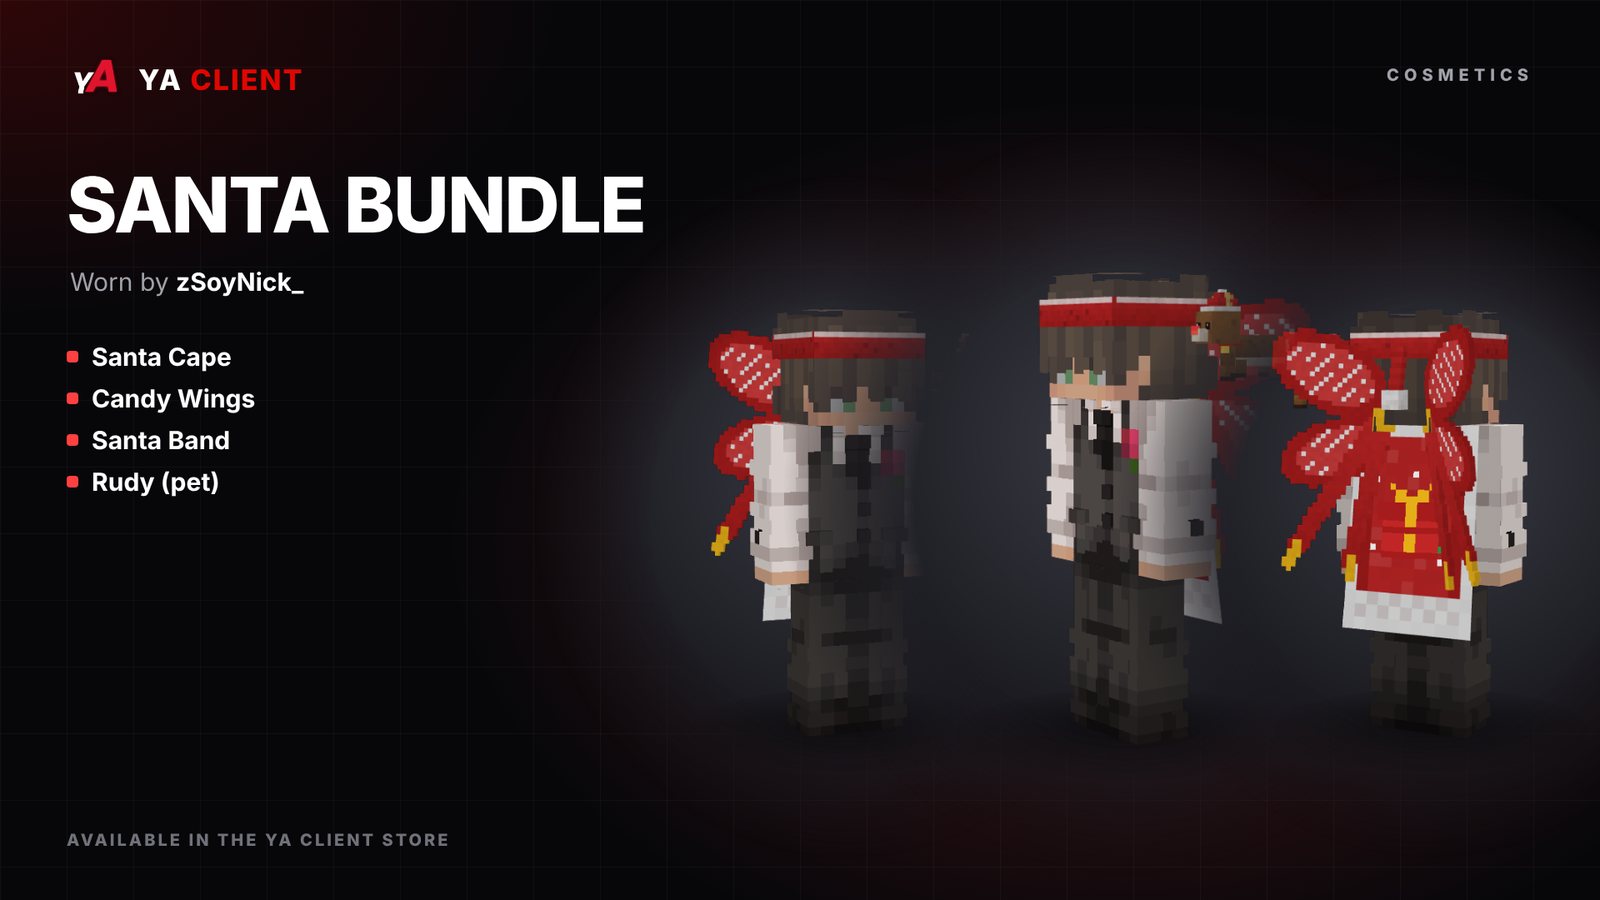 YA YA CLIENT
COSMETICS
SANTA BUNDLE
Worn by zSoyNick_
Santa Cape
Candy Wings
Santa Band
Rudy (pet)
AVAILABLE IN THE YA CLIENT STORE